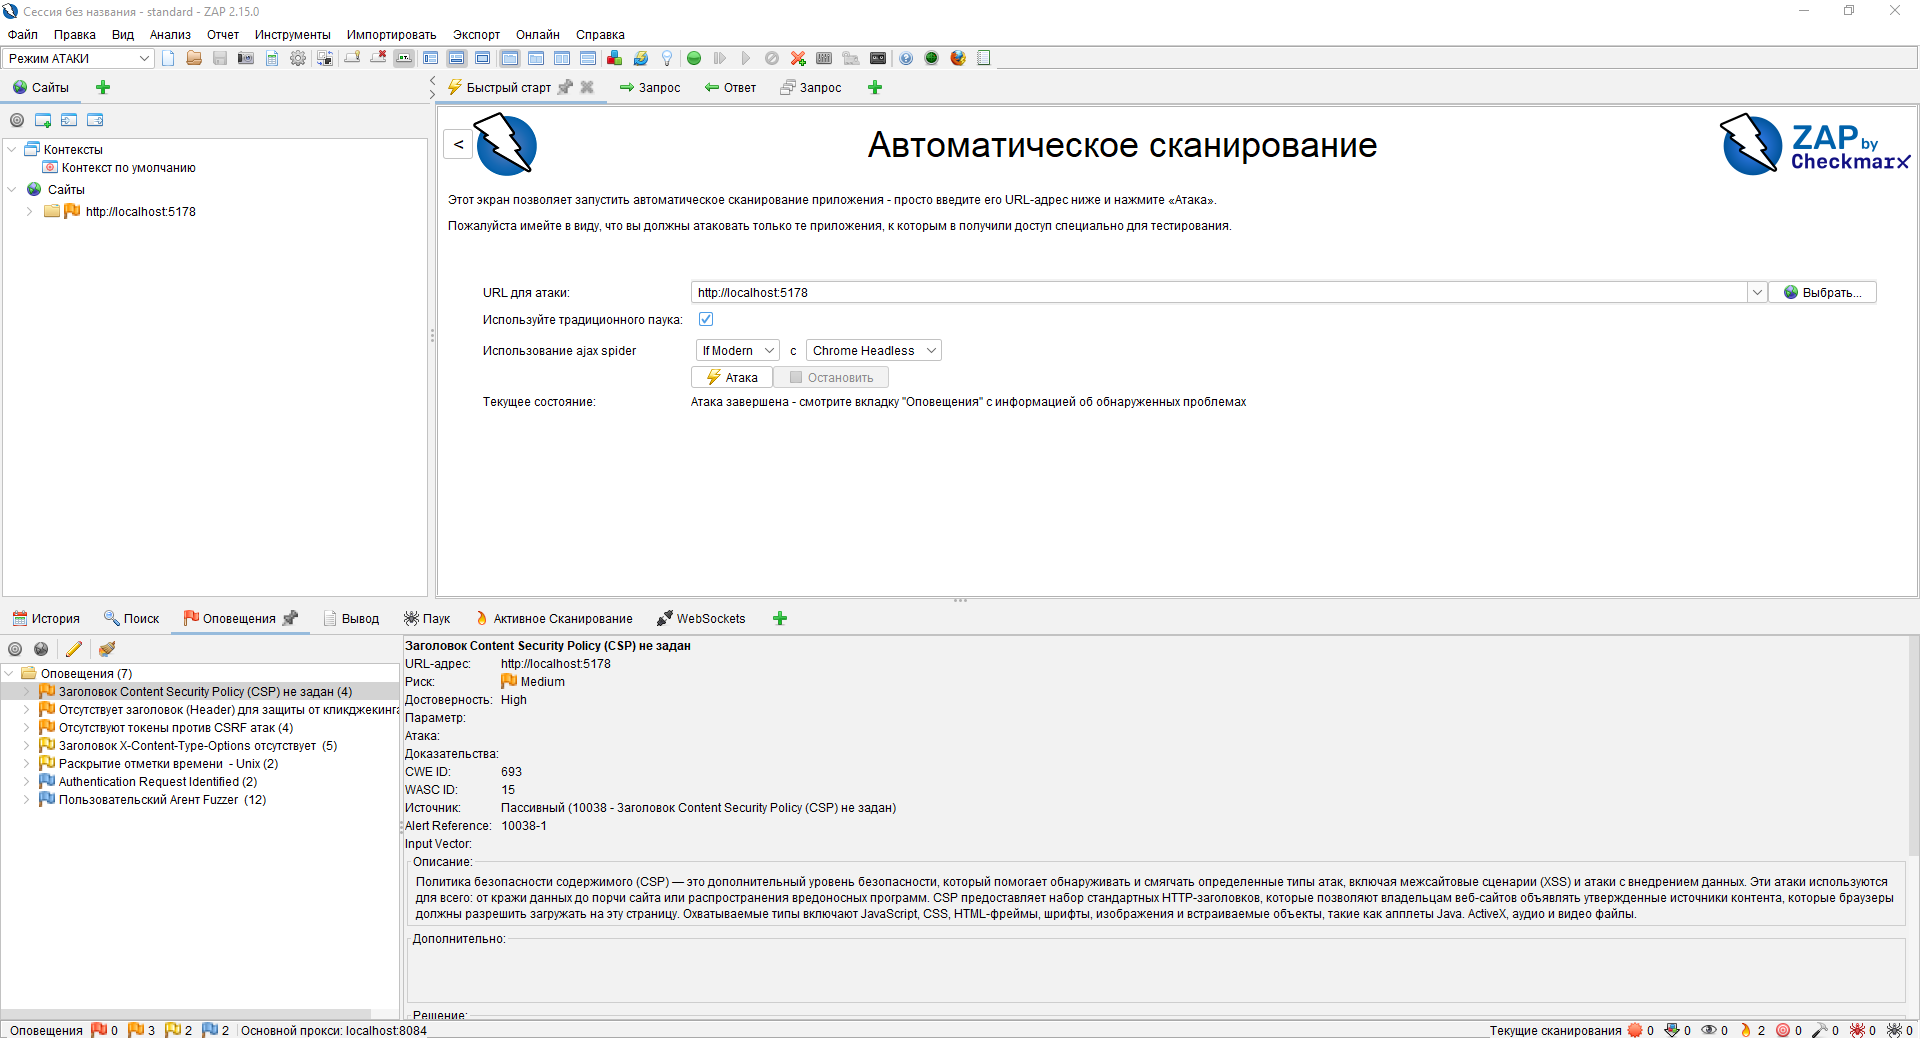 Сессия без названия - standard - ZAP 2.15.0
Файл Правка Вид Анализ Отчет Инструменты Импортировать Экспорт Онлайн Справка
Режим АТАКИ
Сайты
Быстрый старт Запрос Ответ Запрос
Контексты
Контекст по умолчанию
Сайты
http://localhost:5178
<
Автоматическое сканирование
ZAP by
Checkmarx
Этот экран позволяет запустить автоматическое сканирование приложения - просто введите его URL-адрес ниже и нажмите «Атака».
Пожалуйста имейте в виду, что вы должны атаковать только те приложения, к которым в получили доступ специально для тестирования.
URL для атаки: http://localhost:5178 Выбрать...
Используйте традиционного паука:
Использование ajax spider If Modern с Chrome Headless
Атака Остановить
Текущее состояние: Атака завершена - смотрите вкладку "Оповещения" с информацией об обнаруженных проблемах
История Поиск Оповещения Вывод Паук Активное Сканирование WebSockets
Оповещения (7)
Заголовок Content Security Policy (CSP) не задан (4)
Отсутствует заголовок (Header) для защиты от кликджекинга
Отсутствуют токены против CSRF атак (4)
Заголовок X-Content-Type-Options отсутствует (5)
Раскрытие отметки времени - Unix (2)
Authentication Request Identified (2)
Пользовательский Агент Fuzzer (12)
Заголовок Content Security Policy (CSP) не задан
URL-адрес: http://localhost:5178
Риск: Medium
Достоверность: High
Параметр:
Атака:
Доказательства:
CWE ID: 693
WASC ID: 15
Источник: Пассивный (10038 - Заголовок Content Security Policy (CSP) не задан)
Alert Reference: 10038-1
Input Vector:
Описание:
Политика безопасности содержимого (CSP) — это дополнительный уровень безопасности, который помогает обнаруживать и смягчать определенные типы атак, включая межсайтовые сценарии (XSS) и атаки с внедрением данных. Эти атаки используются
для всего: от кражи данных до порчи сайта или распространения вредоносных программ. CSP предоставляет набор стандартных HTTP-заголовков, которые позволяют владельцам веб-сайтов объявлять утвержденные источники контента, которые браузеры
должны разрешить загружать на эту страницу. Охватываемые типы включают JavaScript, CSS, HTML-фреймы, шрифты, изображения и встраиваемые объекты, такие как апплеты Java. ActiveX, аудио и видео файлы.
Дополнительно:
Решение:
Оповещения 0 3 2 2 Основной прокси: localhost:8084 Текущие сканирования 0 0 0 2 0 0 0 0